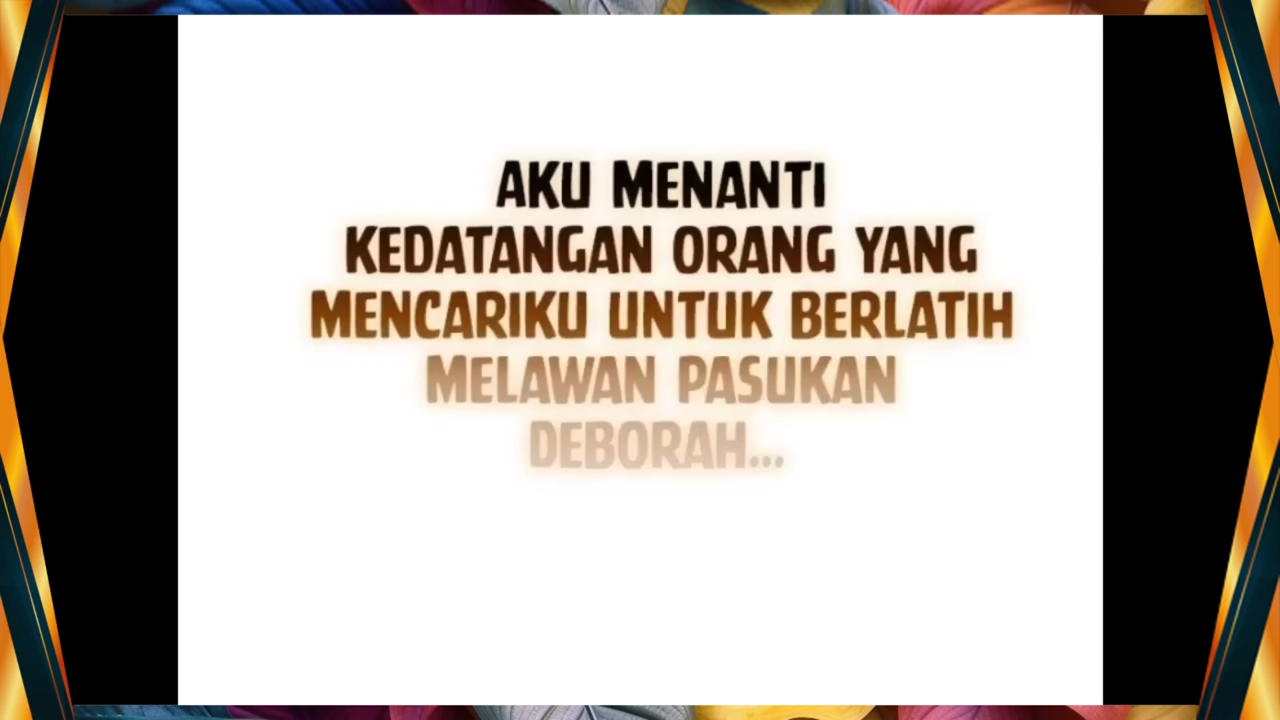 AKU MENANTI
KEDATANGAN ORANG YANG
MENCARIKU UNTUK BERLATIH
MELAWAN PASUKAN
DEBORAH...